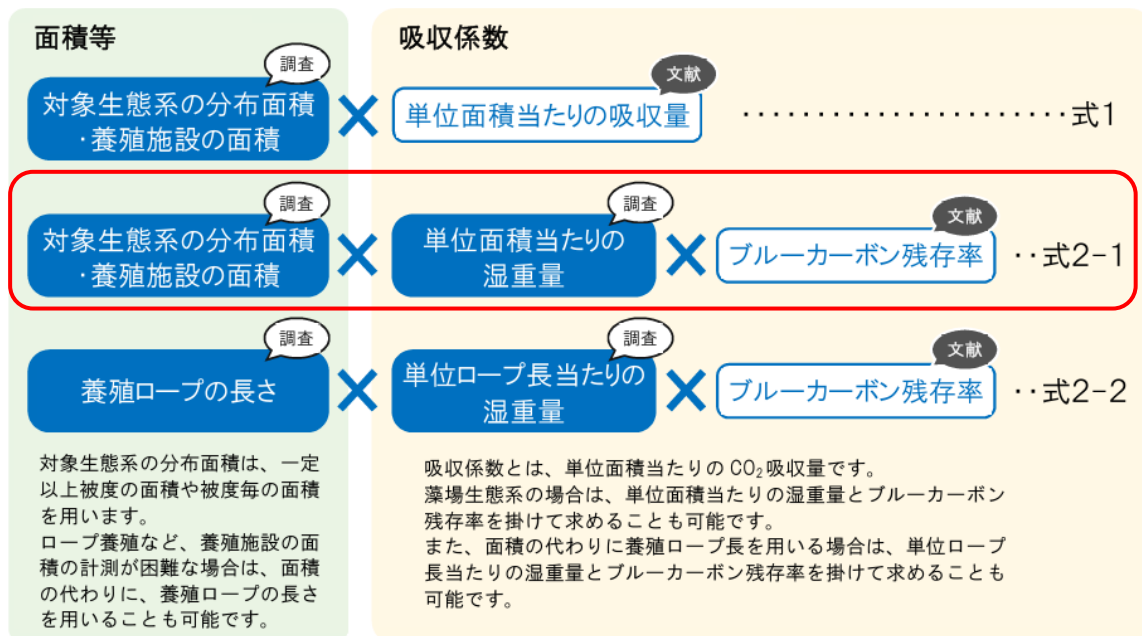 面積等
吸収係数
調査
文献
対象生態系の分布面積
・養殖施設の面積
×
単位面積当たりの吸収量
・・・・・・・・・・・・・・・・・・・・・・式1
調査
調査
文献
対象生態系の分布面積
・養殖施設の面積
×
単位面積当たりの
湿重量
×
ブルーカーボン残存率
・・式2-1
調査
調査
文献
養殖ロープの長さ
×
単位ロープ長当たりの
湿重量
×
ブルーカーボン残存率
・・式2-2
対象生態系の分布面積は、一定
以上被度の面積や被度毎の面積
を用います。
ロープ養殖など、養殖施設の面
積の計測が困難な場合は、面積
の代わりに、養殖ロープの長さ
を用いることも可能です。
吸収係数とは、単位面積当たりの CO₂吸収量です。
藻場生態系の場合は、単位面積当たりの湿重量とブルーカーボン
残存率を掛けて求めることも可能です。
また、面積の代わりに養殖ロープ長を用いる場合は、単位ロープ
長当たりの湿重量とブルーカーボン残存率を掛けて求めることも
可能です。